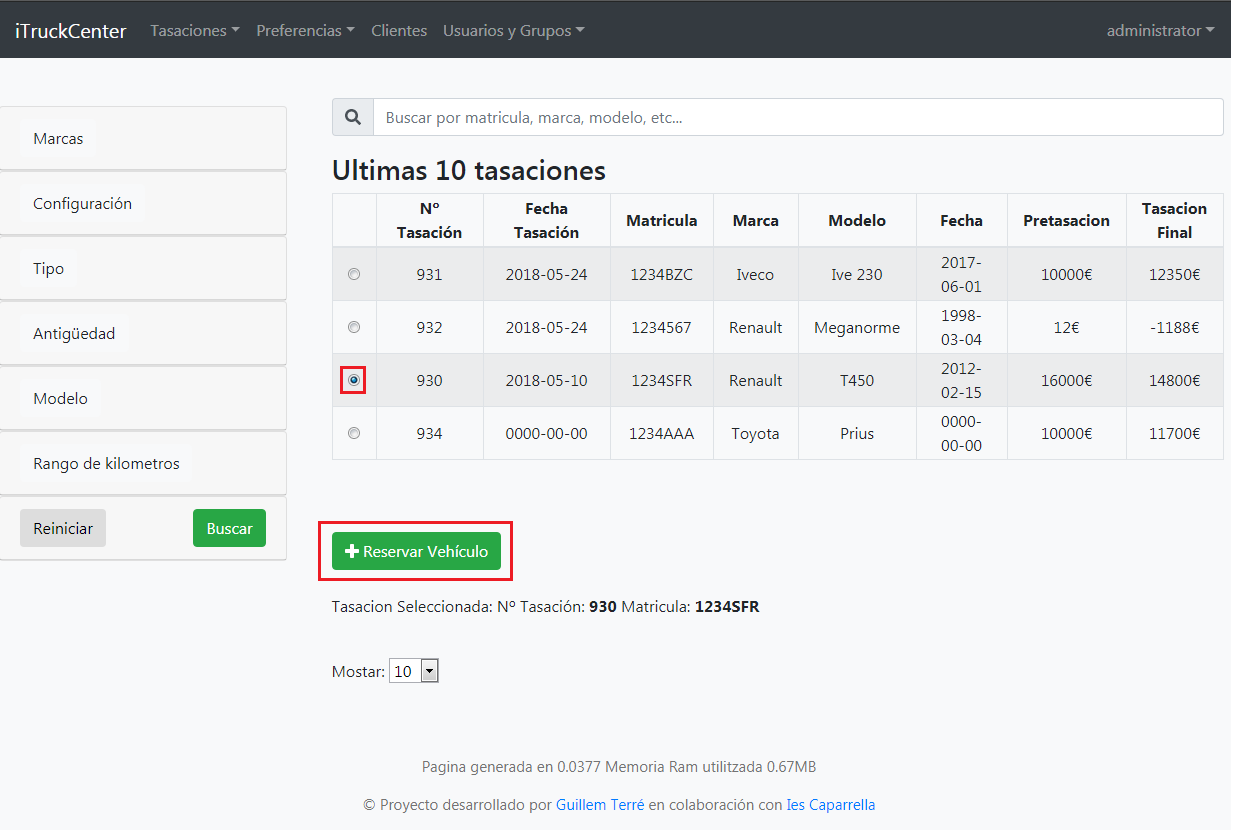 iTruckCenter Tasaciones Preferencias Clientes Usuarios y Grupos administrator
Marcas
Configuración
Tipo
Antigüedad
Modelo
Rango de kilometros
Reiniciar Buscar
Buscar por matricula, marca, modelo, etc...
Ultimas 10 tasaciones
Nº Tasación Fecha Tasación Matricula Marca Modelo Fecha Pretasacion Tasacion Final
931 2018-05-24 1234BZC Iveco Ive 230 2017-06-01 10000€ 12350€
932 2018-05-24 1234567 Renault Meganorme 1998-03-04 12€ -1188€
930 2018-05-10 1234SFR Renault T450 2012-02-15 16000€ 14800€
934 0000-00-00 1234AAA Toyota Prius 0000-00-00 10000€ 11700€
Reservar Vehículo
Tasacion Seleccionada: Nº Tasación: 930 Matricula: 1234SFR
Mostar: 10
Pagina generada en 0.0377 Memoria Ram utilitzada 0.67MB
© Proyecto desarrollado por Guillem Terré en colaboración con Ies Caparrella